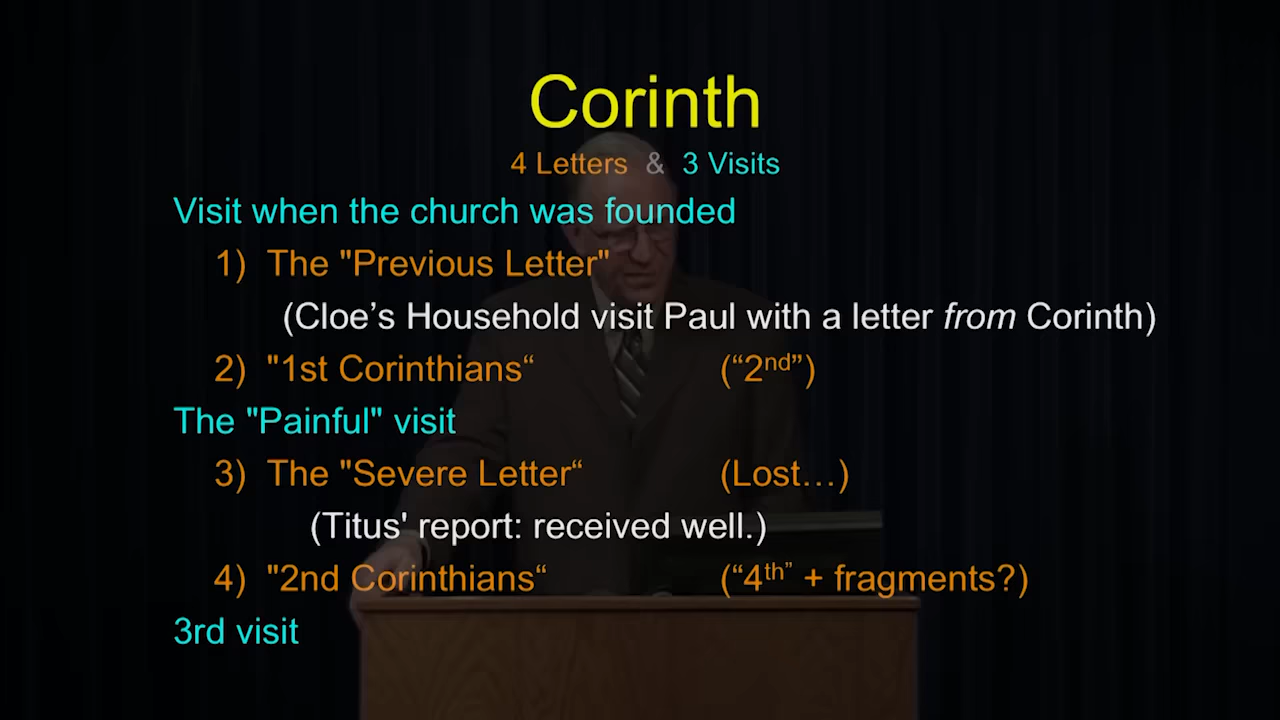 Corinth
4 Letters & 3 Visits
Visit when the church was founded
1) The "Previous Letter"
(Cloe’s Household visit Paul with a letter from Corinth)
2) "1st Corinthians“ (“2nd”)
The "Painful" visit
3) The "Severe Letter“ (Lost…)
(Titus' report: received well.)
4) "2nd Corinthians“ (“4th” + fragments?)
3rd visit